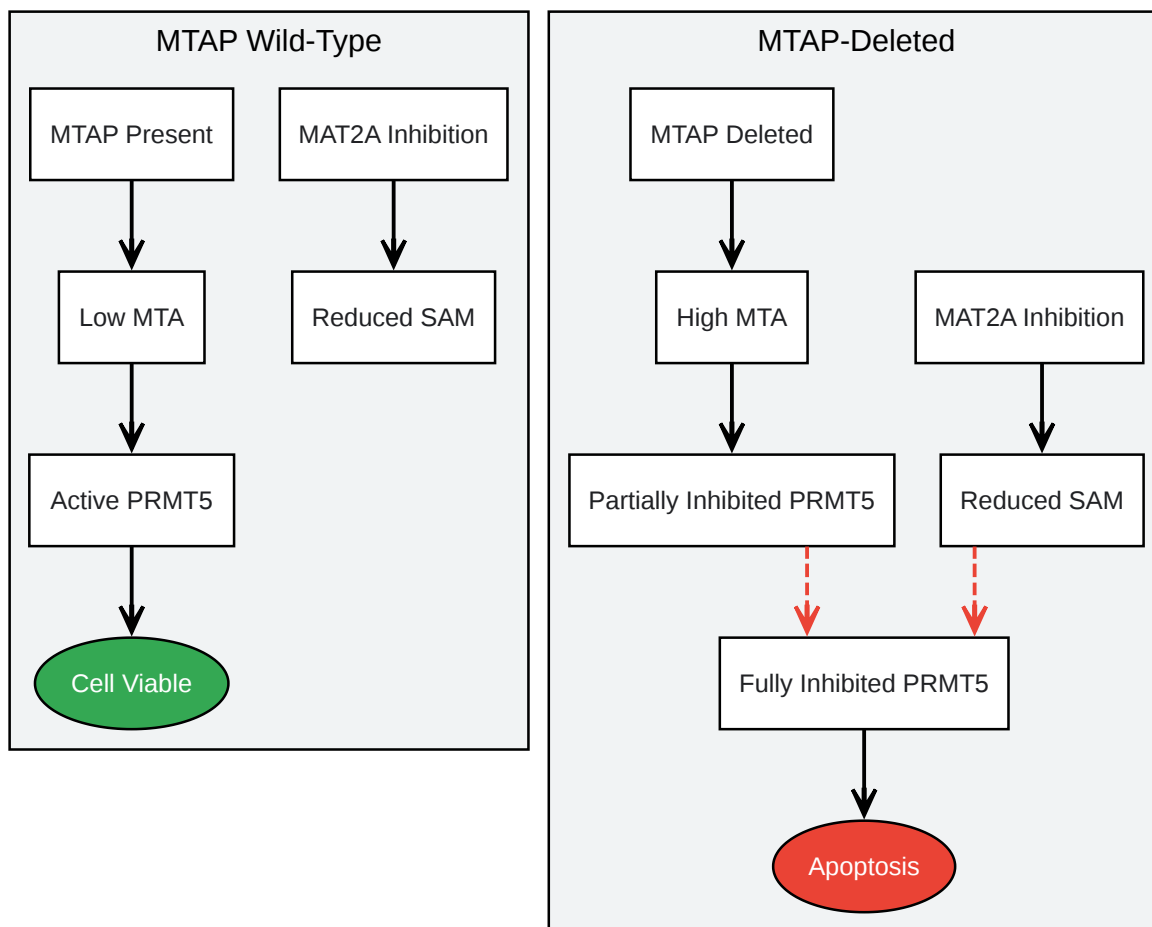 MTAP Wild-Type
MTAP Present
MAT2A Inhibition
Low MTA
Reduced SAM
Active PRMT5
Cell Viable
MTAP-Deleted
MTAP Deleted
High MTA
MAT2A Inhibition
Partially Inhibited PRMT5
Reduced SAM
Fully Inhibited PRMT5
Apoptosis